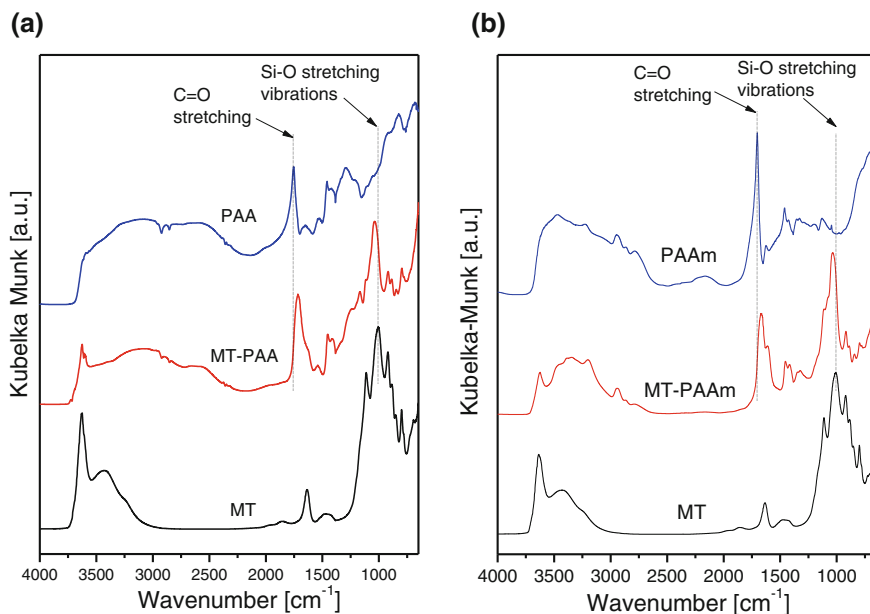 (a)
Si-O stretching
vibrations
C=O
stretching
PAA
MT-PAA
MT
Kubelka Munk [a.u.]
4000 3500 3000 2500 2000 1500 1000
Wavenumber [cm⁻¹]
(b)
C=O
stretching
Si-O stretching
vibrations
PAAm
MT-PAAm
MT
Kubelka-Munk [a.u.]
4000 3500 3000 2500 2000 1500 1000
Wavenumber [cm⁻¹]